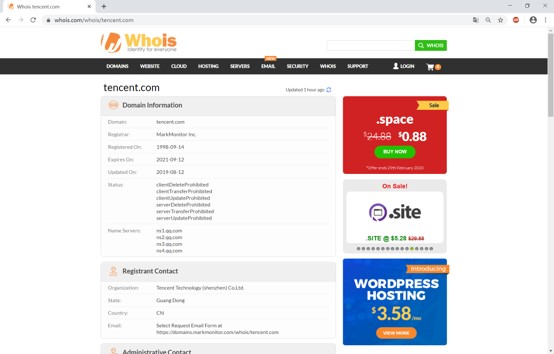 Whois tencent.com
whois.com/whois/tencent.com
Whois
Identity for everyone
WHOIS
DOMAINS WEBSITE CLOUD HOSTING SERVERS EMAIL SECURITY WHOIS SUPPORT LOGIN 0
tencent.com
Updated 1 hour ago
Domain Information
Domain: tencent.com
Registrar: MarkMonitor Inc.
Registered On: 1998-09-14
Expires On: 2021-09-12
Updated On: 2019-08-12
Status: clientDeleteProhibited
clientTransferProhibited
clientUpdateProhibited
serverDeleteProhibited
serverTransferProhibited
serverUpdateProhibited
Name Servers: ns1.qq.com
ns2.qq.com
ns3.qq.com
ns4.qq.com
Registrant Contact
Organization: Tencent Technology (shenzhen) Co.Ltd.
State: Guang Dong
Country: CN
Email: Select Request Email Form at
https://domains.markmonitor.com/whois/tencent.com
Administrative Contact
Sale
.space
$24.88 $0.88
BUY NOW
*Offer ends 29th February 2020
On Sale!
.site
.SITE @ $5.28 $29.88
Introducing
WORDPRESS
HOSTING
$3.58/mo
VIEW MORE